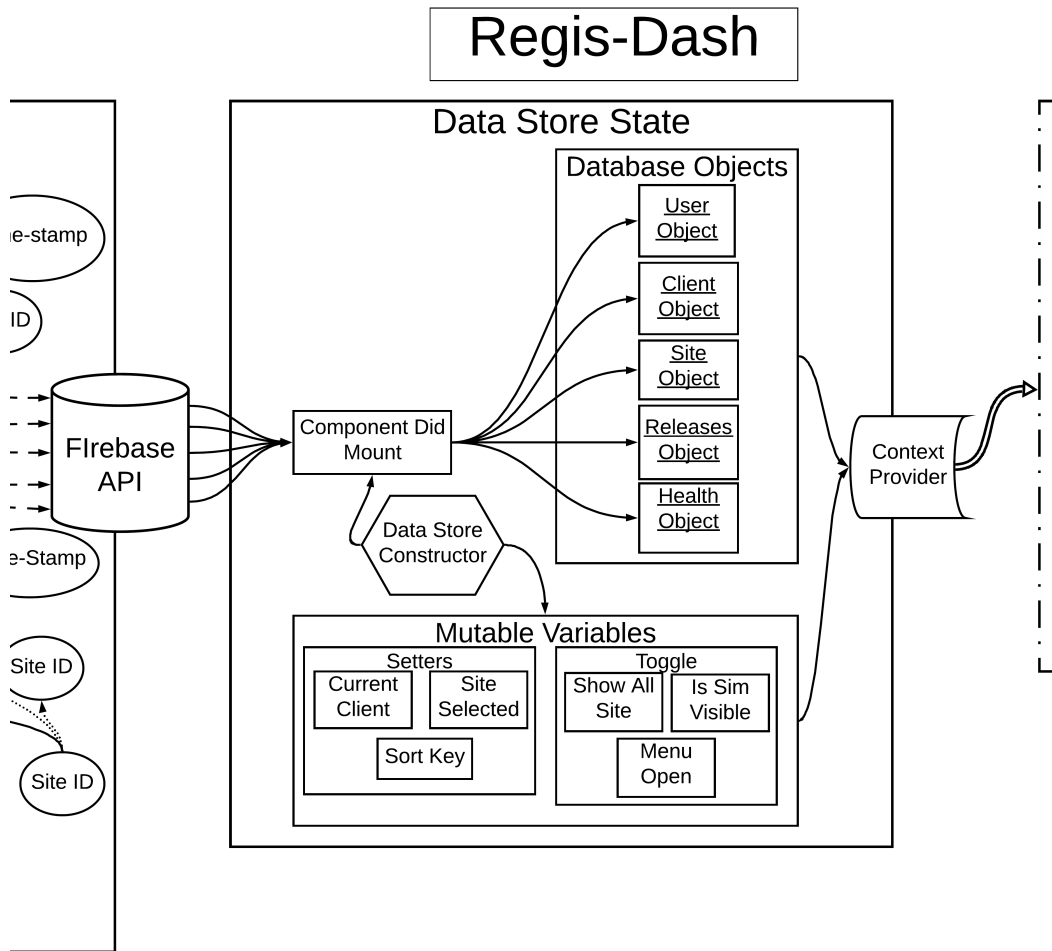 Regis-Dash
Data Store State
Database Objects
User
Object
Client
Object
Site
Object
Releases
Object
Health
Object
e-stamp
ID
FIrebase
API
Component Did
Mount
Context
Provider
Data Store
Constructor
e-Stamp
Mutable Variables
Setters
Current
Client
Site
Selected
Sort Key
Toggle
Show All
Site
Is Sim
Visible
Menu
Open
Site ID
Site ID